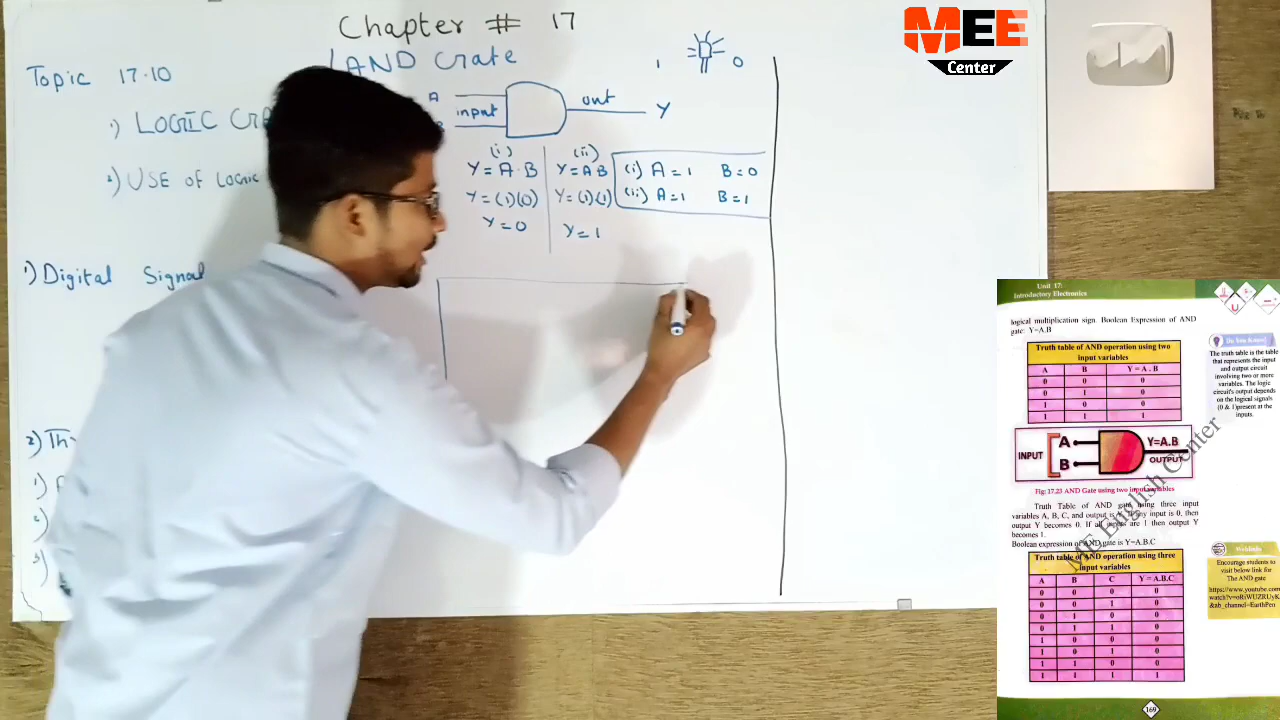 Chapter # 17
Topic 17.10
AND Gate
1) LOGIC
2) USE OF LOGIC
1) Digital Signal
2)
1)
2)
3)
1
0
A
input
out
Y
(i)
Y = A · B
Y = (1)(0)
Y = 0
(ii)
Y = A B
Y = (1)(1)
Y = 1
(i) A = 1 B = 0
(ii) A = 1 B = 1
MEE
Center
Unit 17:
Introductory Electronics
logical multiplication sign. Boolean Expression of AND
gate: Y=A.B
Truth table of AND operation using two
input variables
A B Y = A . B
0 0 0
0 1 0
1 0 0
1 1 1
INPUT
A
B
Y=A.B
OUTPUT
Fig: 17.23 AND Gate using two input variables
Truth Table of AND gate using three input
variables A, B, C, and output is Y. If any input is 0, then
output Y becomes 0. If all inputs are 1 then output Y
becomes 1.
Boolean expression of AND gate is Y=A.B.C
Truth table of AND operation using three
input variables
A B C Y = A.B.C
0 0 0 0
0 0 1 0
0 1 0 0
0 1 1 0
1 0 0 0
1 0 1 0
1 1 0 0
1 1 1 1
Do You Know!
The truth table is the table
that represents the input
and output circuit
involving two or more
variables. The logic
circuit's output depends
on the logical signals
(0 & 1)present at the
inputs.
Weblinks
Encourage students to
visit below link for
The AND gate
https://www.youtube.com
&ab_channel=EarthPen
ME English Center
169